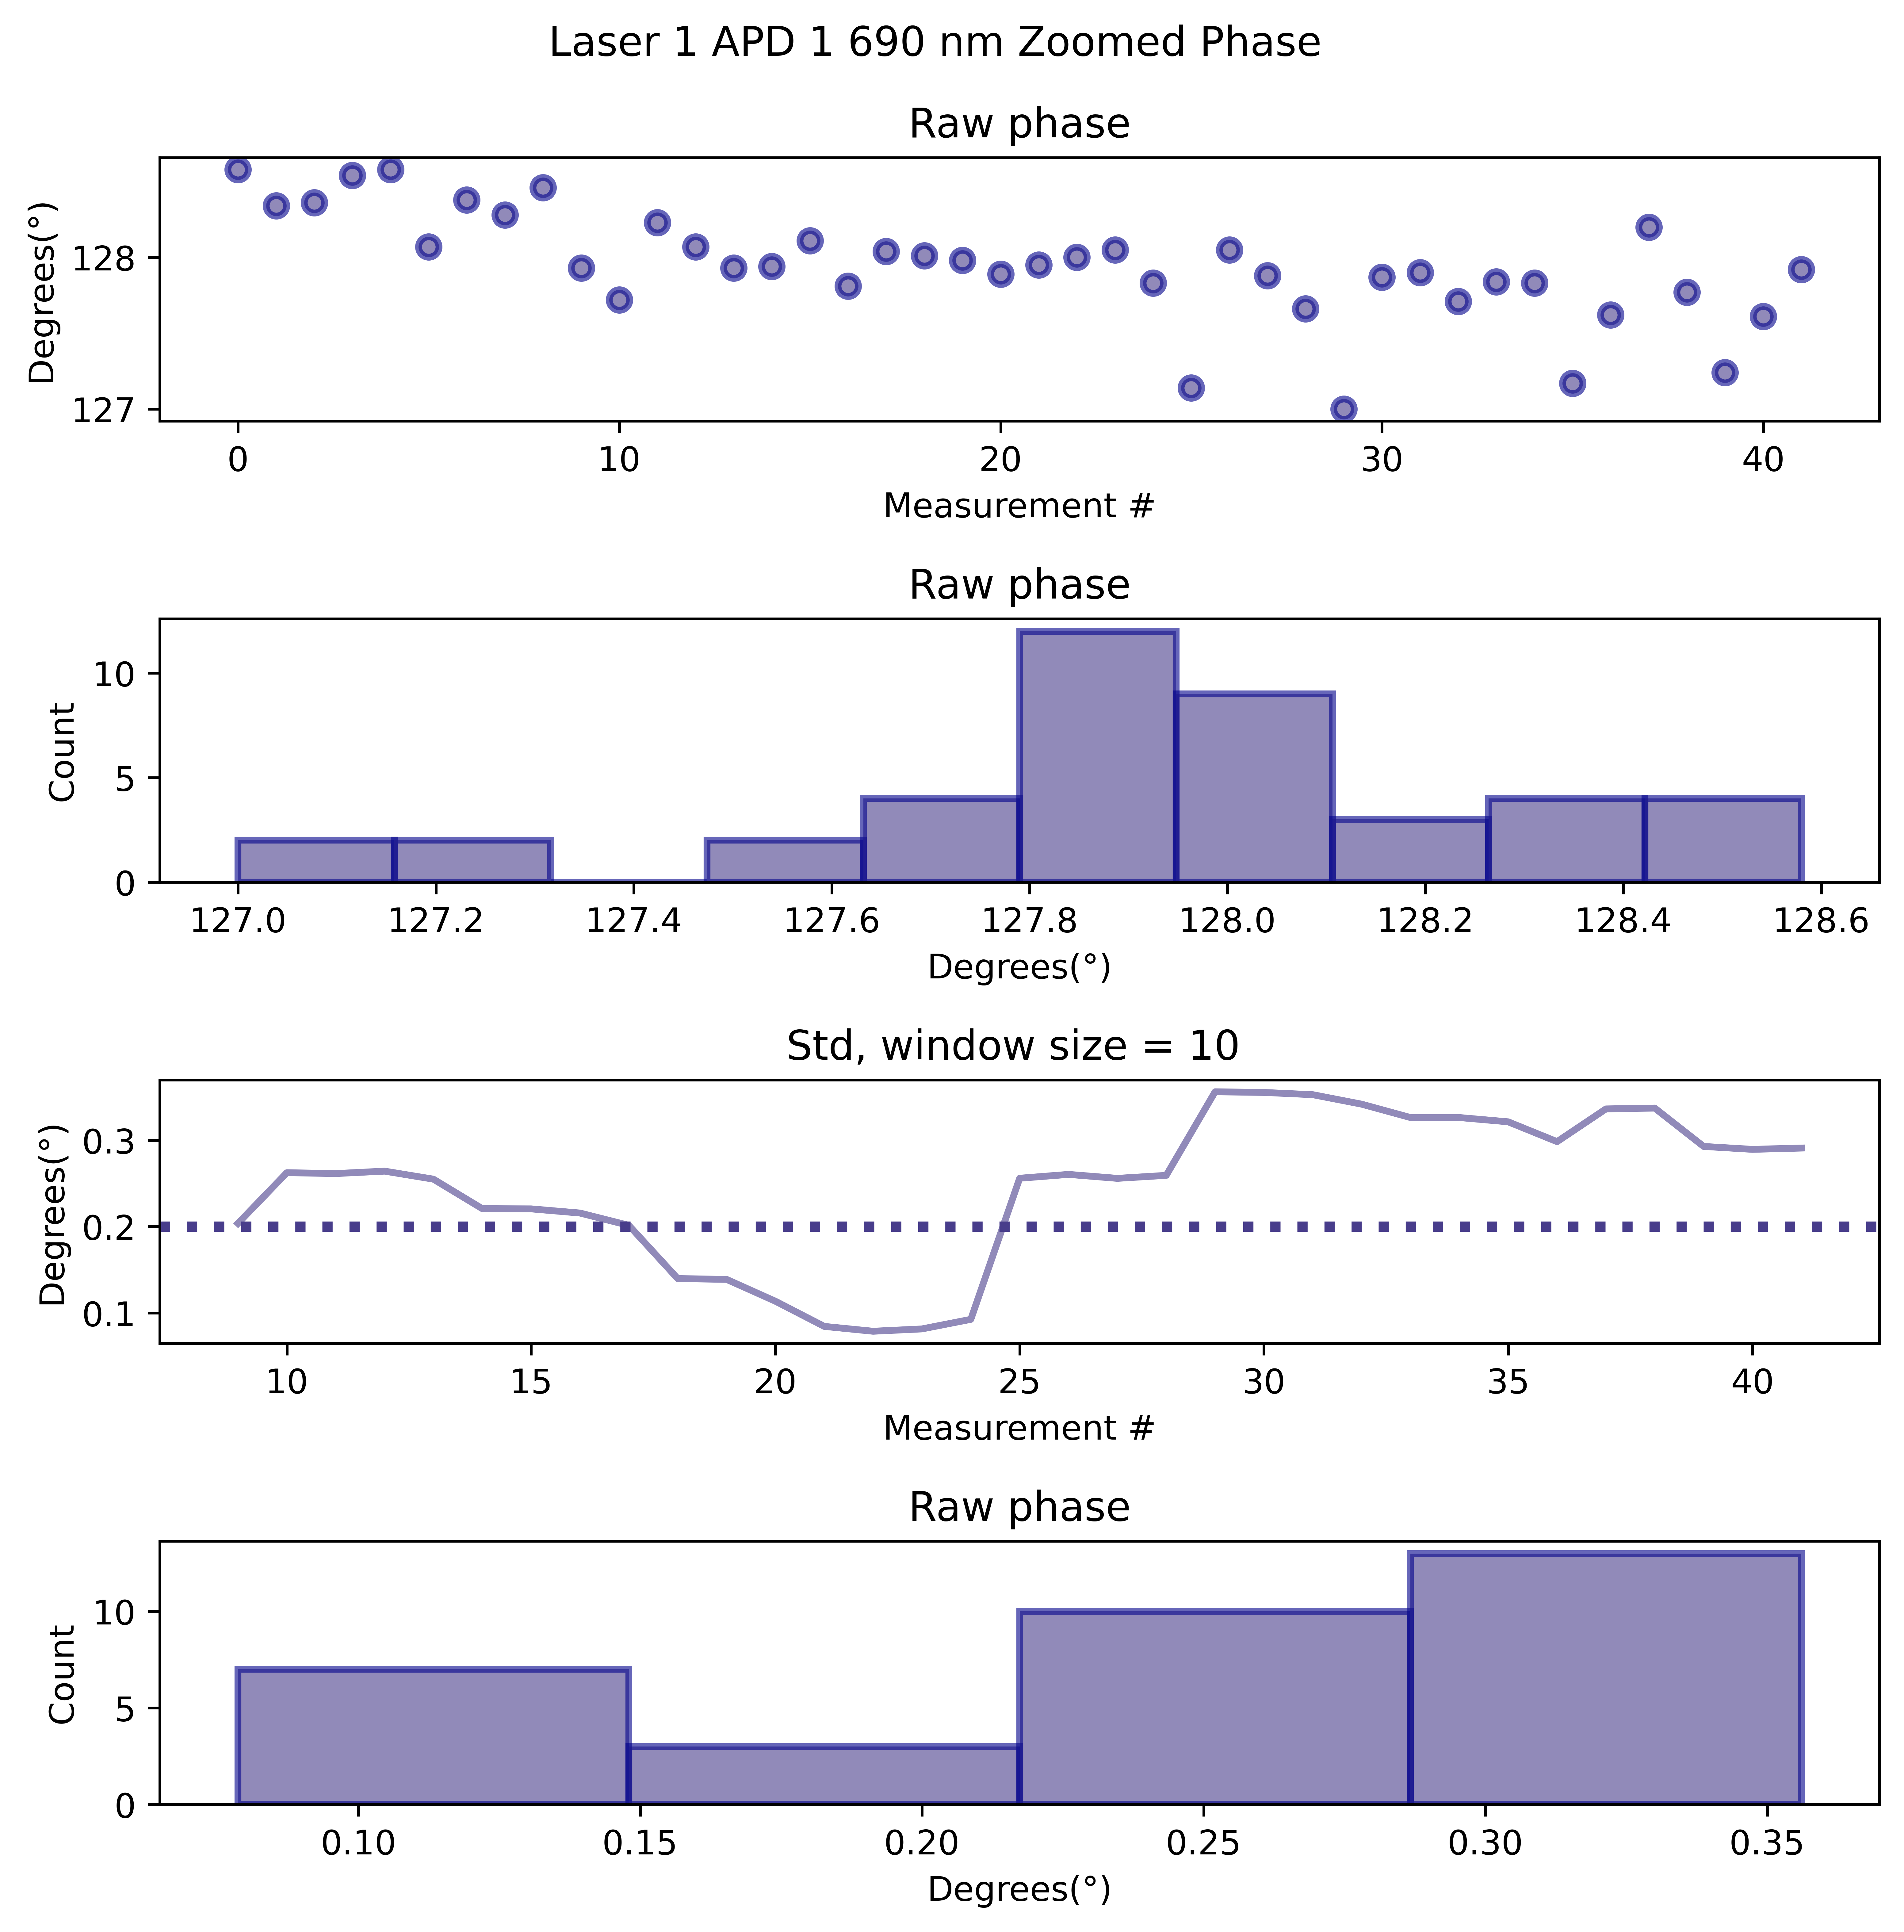 Laser 1 APD 1 690 nm Zoomed Phase
Raw phase
Degrees(°)
128
127
0 10 20 30 40
Measurement #
Raw phase
Count
10
5
0
127.0 127.2 127.4 127.6 127.8 128.0 128.2 128.4 128.6
Degrees(°)
Std, window size = 10
Degrees(°)
0.3
0.2
0.1
10 15 20 25 30 35 40
Measurement #
Raw phase
Count
10
5
0
0.10 0.15 0.20 0.25 0.30 0.35
Degrees(°)